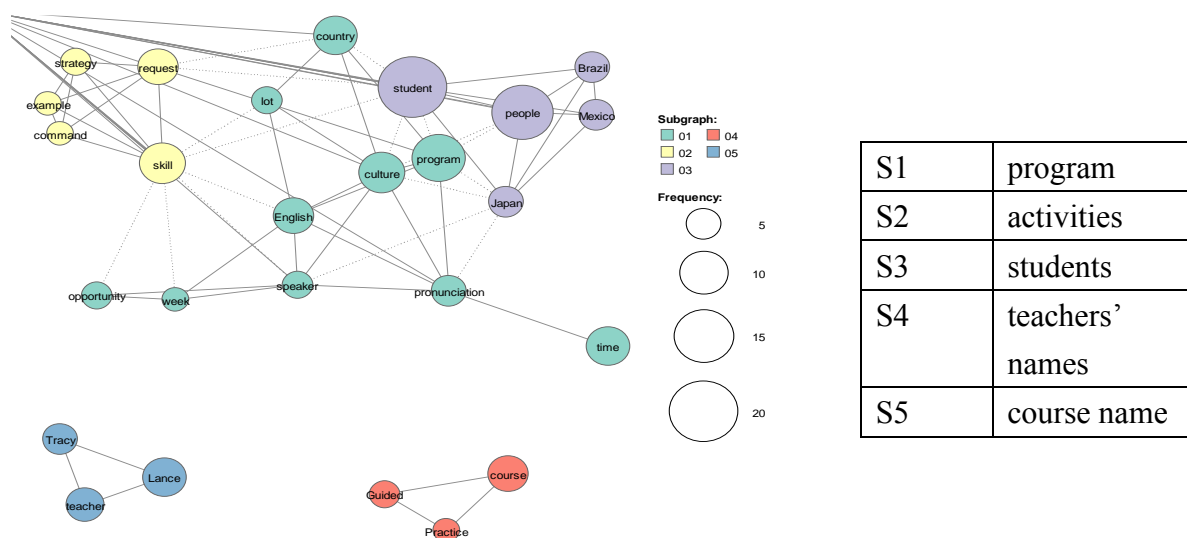 country
strategy
request
student
Brazil
example
lot
people
Mexico
command
skill
program
culture
Japan
English
opportunity
week
speaker
pronunciation
time
Tracy
Lance
teacher
course
Guided
Practice
Subgraph:
01 04
02 05
03
Frequency:
5
10
15
20
S1 program
S2 activities
S3 students
S4 teachers’
names
S5 course name